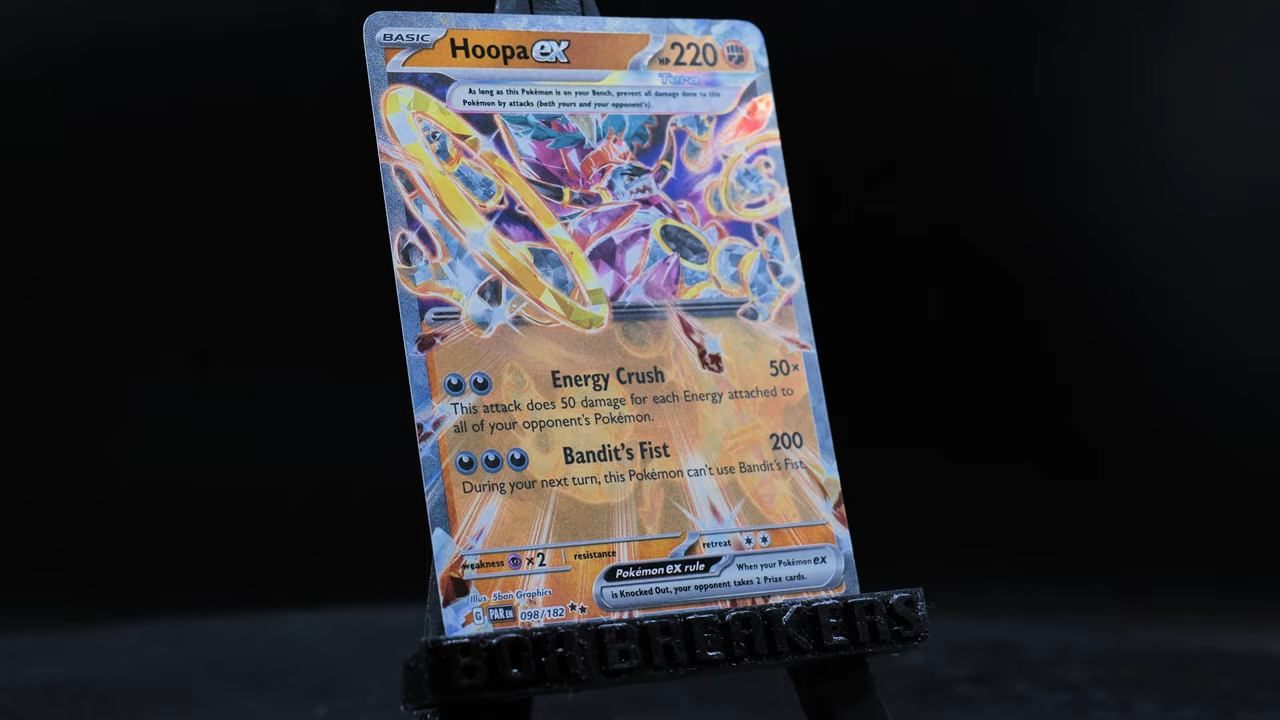 BASIC Hoopa ex HP 220
Tera
As long as this Pokémon is on your Bench, prevent all damage done to this
Pokémon by attacks (both yours and your opponent's).
Energy Crush 50×
This attack does 50 damage for each Energy attached to
all of your opponent's Pokémon.
Bandit's Fist 200
During your next turn, this Pokémon can't use Bandit's Fist.
weakness ×2 resistance retreat
Pokémon ex rule When your Pokémon ex
is Knocked Out, your opponent takes 2 Prize cards.
Illus. 5ban Graphics
G PAR EN 098/182
BOXBREAKERS